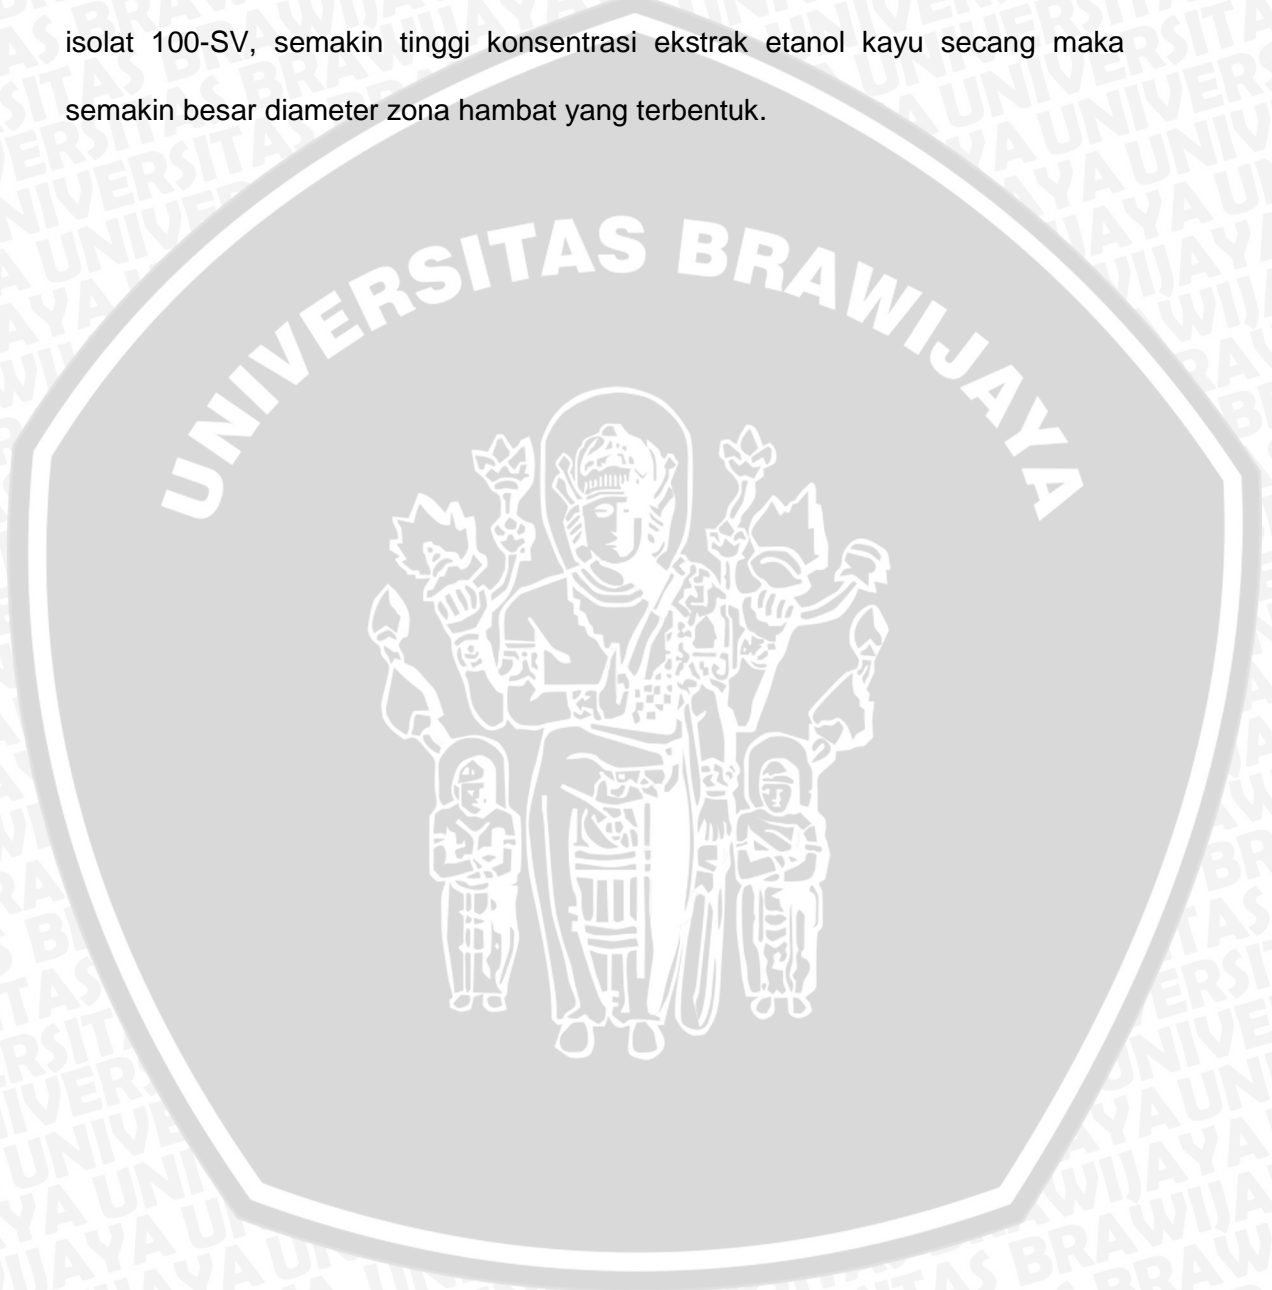 isolat 100-SV, semakin tinggi konsentrasi ekstrak etanol kayu secang maka
semakin besar diameter zona hambat yang terbentuk.
UNIVERSITAS BRAWIJAYA